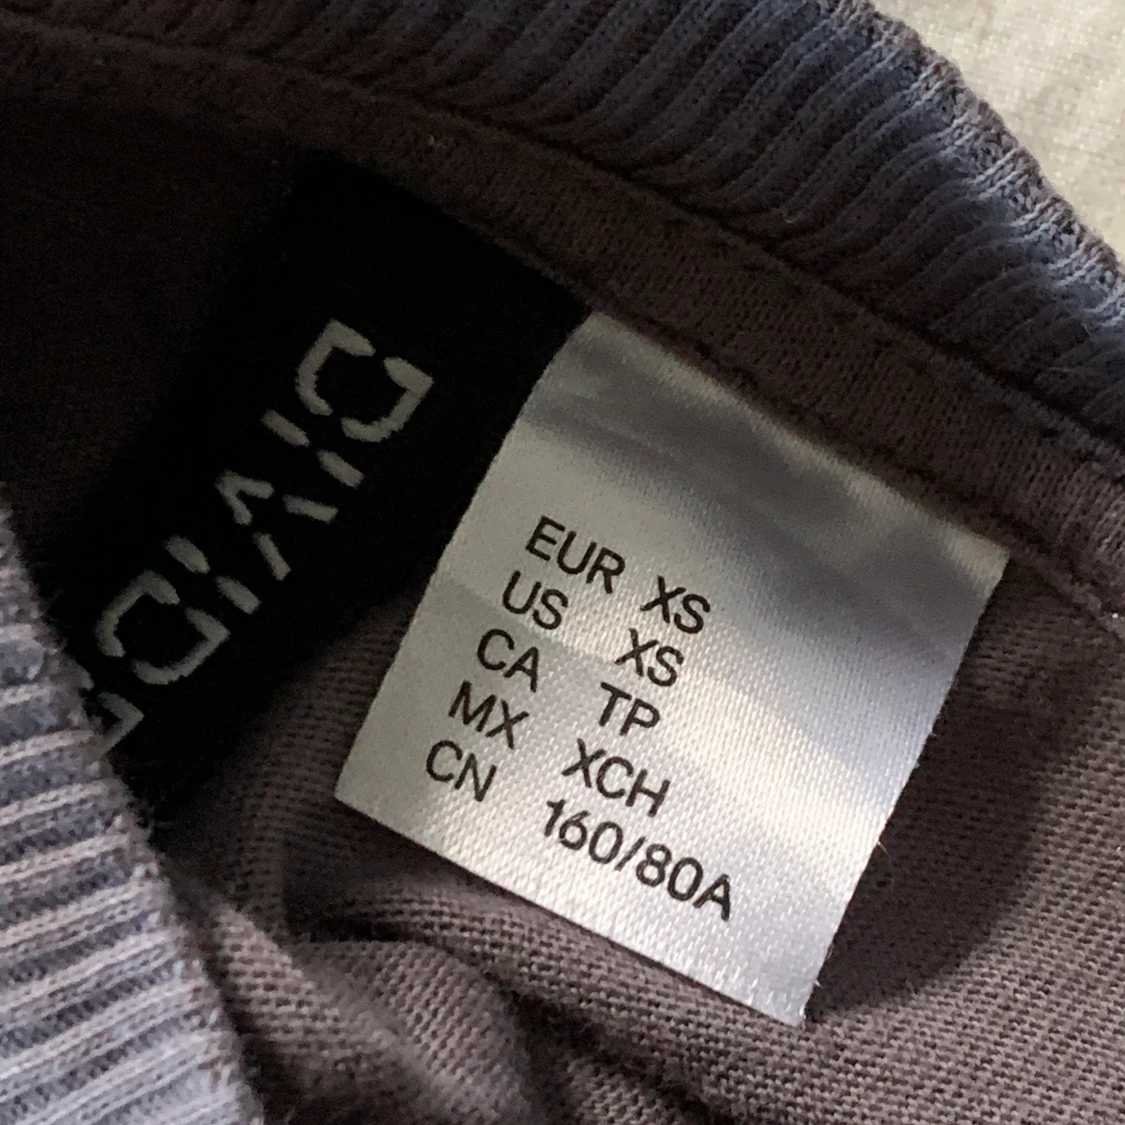 DIVIDED
EUR XS
US XS
CA TP
MX XCH
CN 160/80A